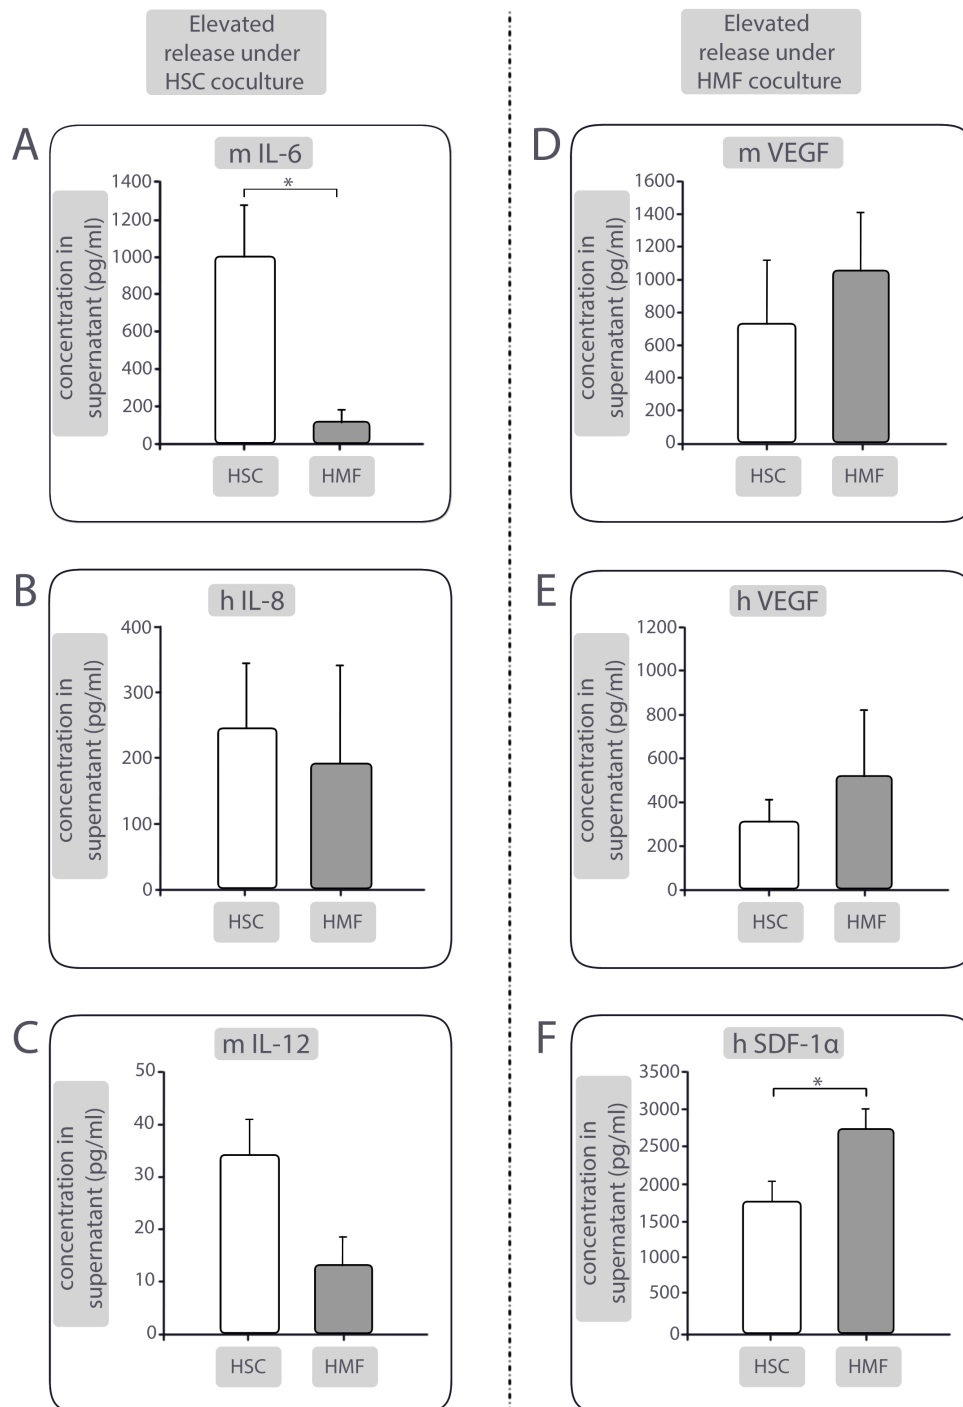 Elevated
release under
HSC coculture
A
m IL-6
concentration in
supernatant (pg/ml)
1400
1200
1000
800
600
400
200
0
*
HSC
HMF
B
h IL-8
concentration in
supernatant (pg/ml)
400
300
200
100
0
HSC
HMF
C
m IL-12
concentration in
supernatant (pg/ml)
50
40
30
20
10
0
HSC
HMF
Elevated
release under
HMF coculture
D
m VEGF
concentration in
supernatant (pg/ml)
1600
1400
1200
1000
800
600
400
200
0
HSC
HMF
E
h VEGF
concentration in
supernatant (pg/ml)
1200
1000
800
600
400
200
0
HSC
HMF
F
h SDF-1α
concentration in
supernatant (pg/ml)
3500
3000
2500
2000
1500
1000
500
0
*
HSC
HMF